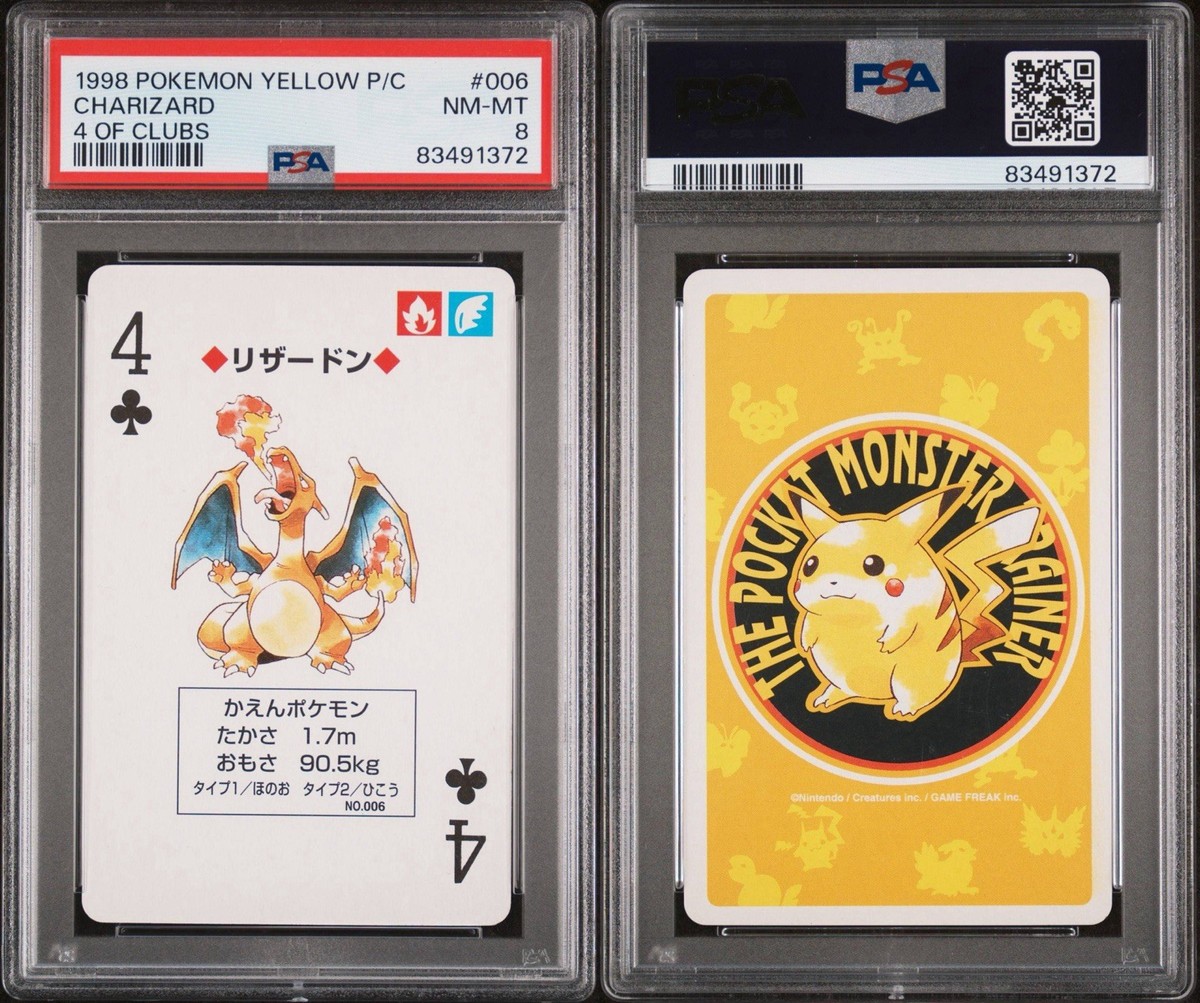 1998 POKEMON YELLOW P/C #006
CHARIZARD NM-MT
4 OF CLUBS 8
PSA 83491372
4
◆リザードン◆
かえんポケモン
たかさ 1.7m
おもさ 90.5kg
タイプ1/ほのお タイプ2/ひこう
NO.006
4
PSA
PSA
83491372
THE POCKET MONSTER TRAINER
©Nintendo / Creatures inc. / GAME FREAK inc.